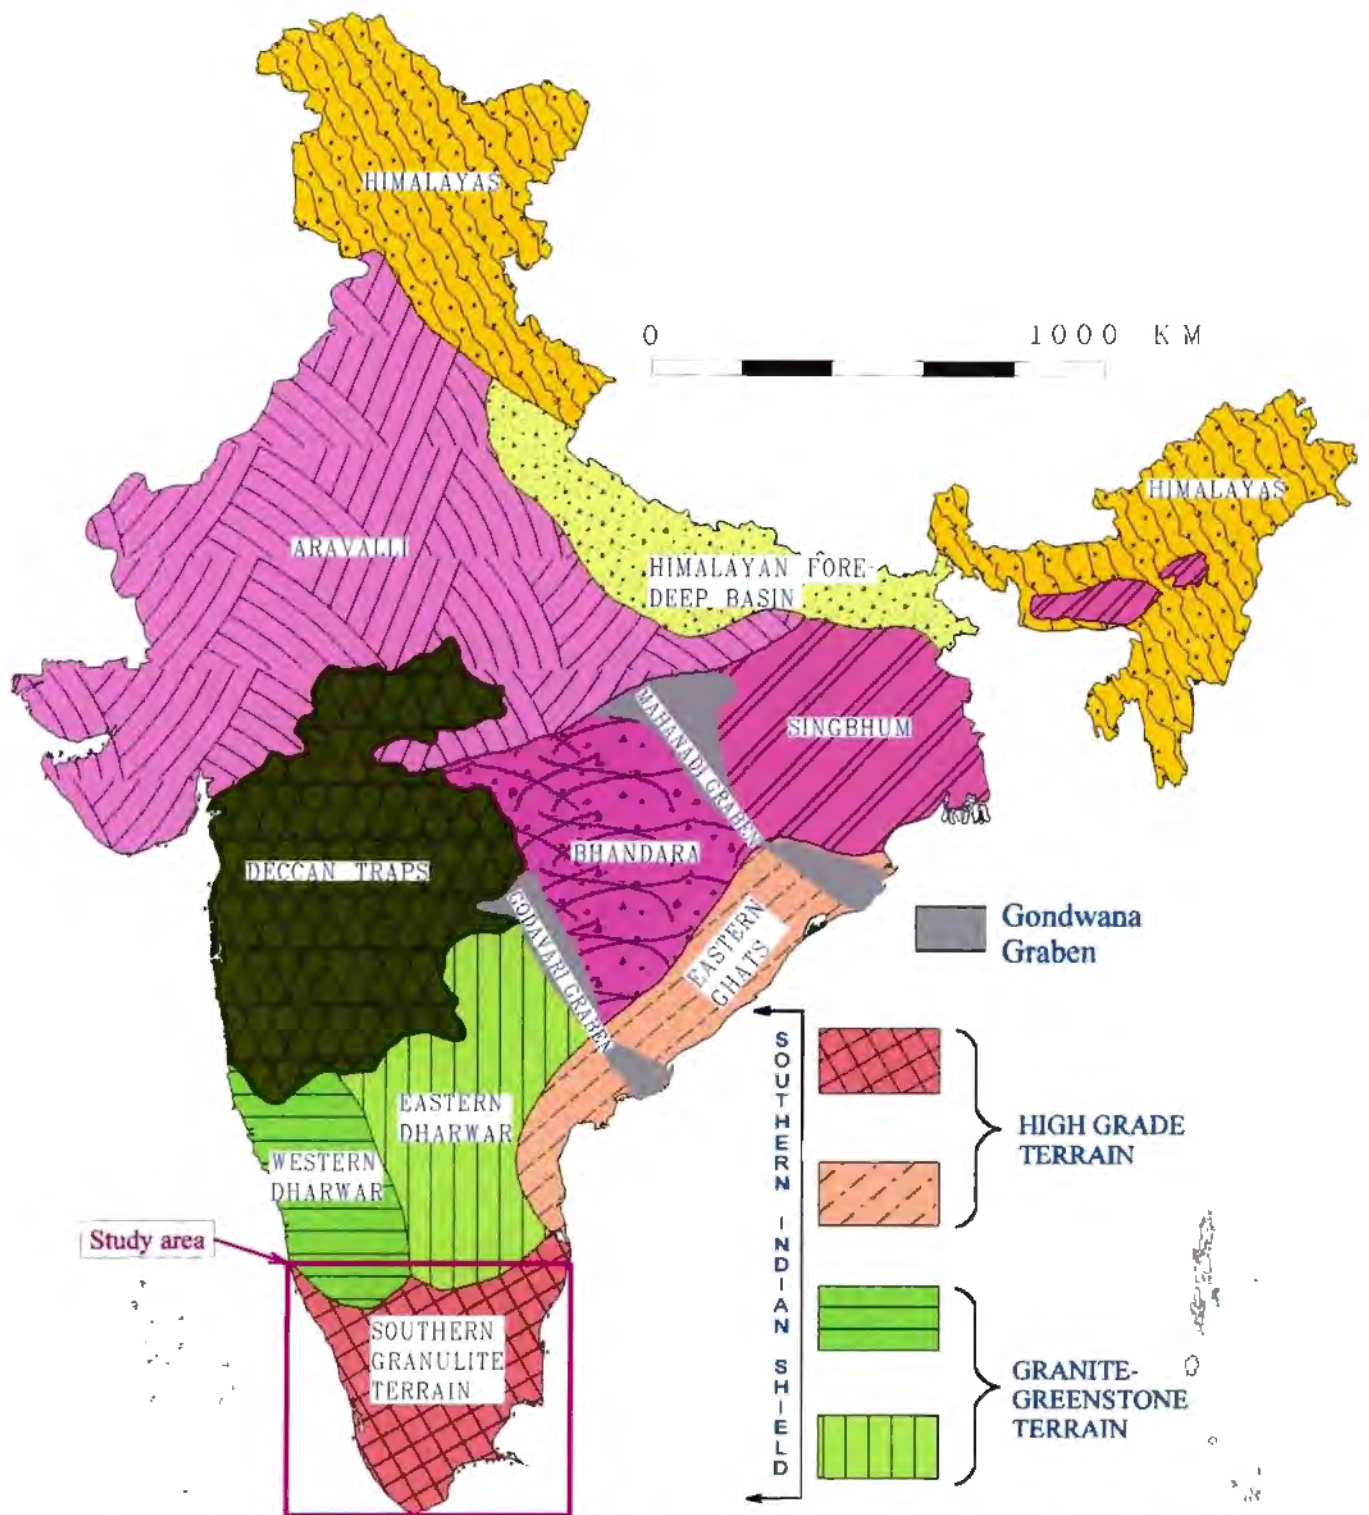 HIMALAYAS
0 1000 KM
HIMALAYAS
ARAVALLI
HIMALAYAN FORE-
DEEP BASIN
MAHANADI GRABEN
SINGBHUM
BHANDARA
DECCAN TRAPS
GODAVARI GRABEN
EASTERN
GHATS
Gondwana
Graben
SOUTHERN INDIAN SHIELD
EASTERN
DHARWAR
WESTERN
DHARWAR
HIGH GRADE
TERRAIN
Study area
SOUTHERN
GRANULITE
TERRAIN
GRANITE-
GREENSTONE
TERRAIN